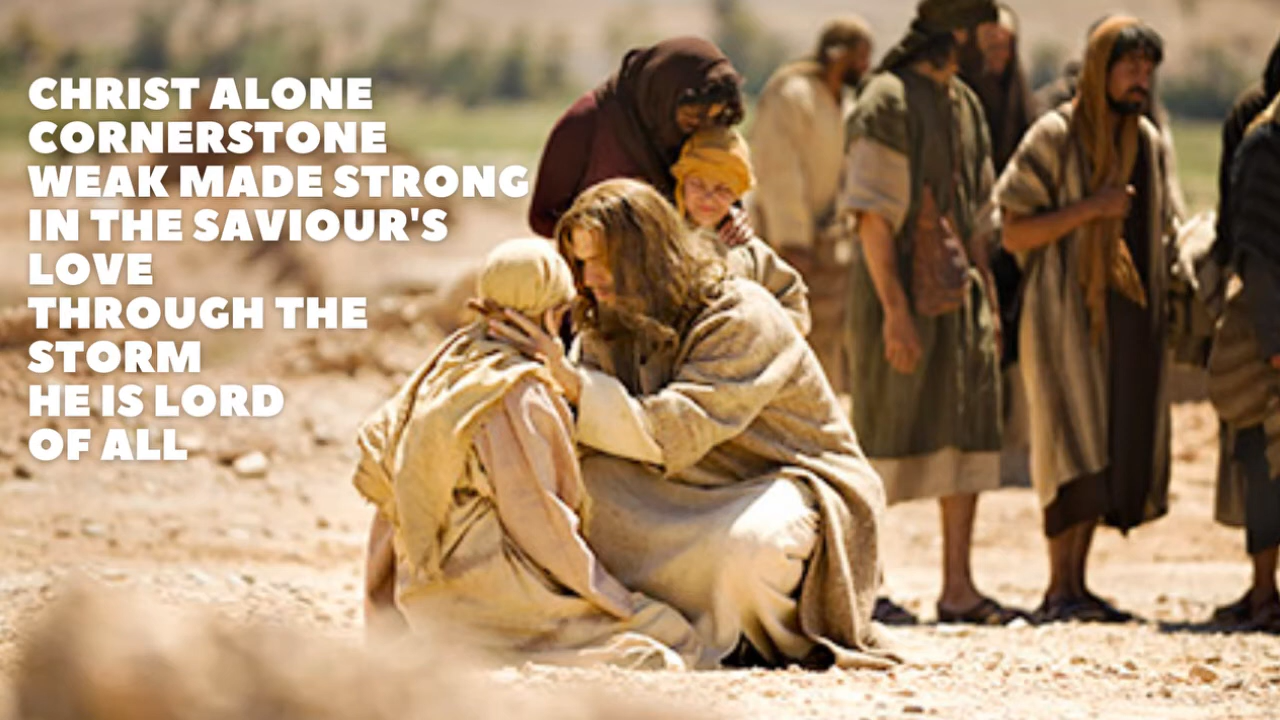 CHRIST ALONE
CORNERSTONE
WEAK MADE STRONG
IN THE SAVIOUR'S
LOVE
THROUGH THE
STORM
HE IS LORD
OF ALL